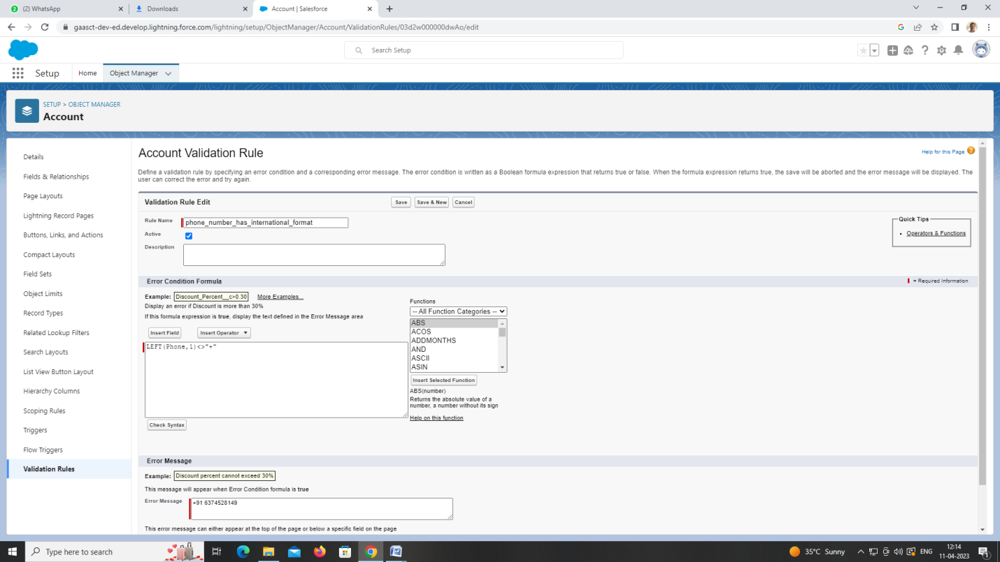 (2) WhatsApp
Downloads
Account | Salesforce
gaasct-dev-ed.develop.lightning.force.com/lightning/setup/ObjectManager/Account/ValidationRules/03d2w000000dwAo/edit
Search Setup
Setup
Home
Object Manager
SETUP > OBJECT MANAGER
Account
Details
Fields & Relationships
Page Layouts
Lightning Record Pages
Buttons, Links, and Actions
Compact Layouts
Field Sets
Object Limits
Record Types
Related Lookup Filters
Search Layouts
List View Button Layout
Hierarchy Columns
Scoping Rules
Triggers
Flow Triggers
Validation Rules
Account Validation Rule
Help for this Page
Define a validation rule by specifying an error condition and a corresponding error message. The error condition is written as a Boolean formula expression that returns true or false. When the formula expression returns true, the save will be aborted and the error message will be displayed. The
user can correct the error and try again.
Validation Rule Edit
Save
Save & New
Cancel
Rule Name
phone_number_has_international_format
Active
Description
Quick Tips
• Operators & Functions
Error Condition Formula
= Required Information
Example: Discount_Percent__c>0.30 More Examples...
Display an error if Discount is more than 30%
If this formula expression is true, display the text defined in the Error Message area
Insert Field
Insert Operator
LEFT(Phone,1)<>"+"
Check Syntax
Functions
-- All Function Categories --
ABS
ACOS
ADDMONTHS
AND
ASCII
ASIN
Insert Selected Function
ABS(number)
Returns the absolute value of a
number, a number without its sign
Help on this function
Error Message
Example: Discount percent cannot exceed 30%
This message will appear when Error Condition formula is true
Error Message
+91 6374528149
This error message can either appear at the top of the page or below a specific field on the page
Type here to search
35°C Sunny
ENG
12:14
11-04-2023